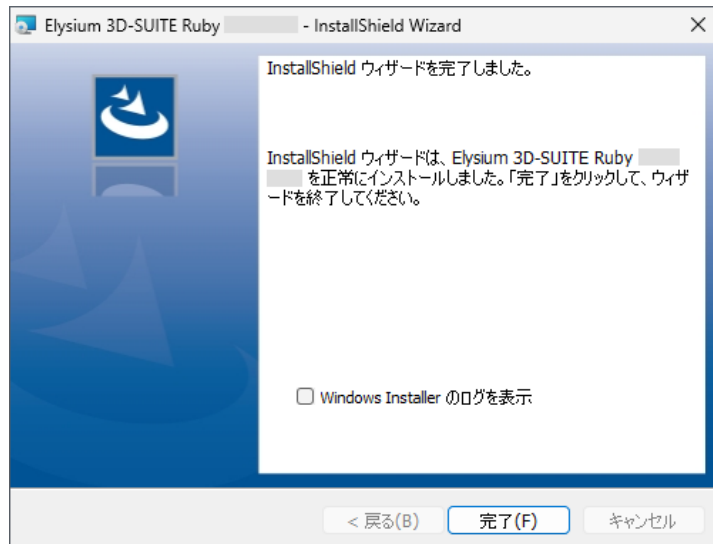 Elysium 3D-SUITE Ruby - InstallShield Wizard
InstallShield ウィザードを完了しました。
InstallShield ウィザードは、Elysium 3D-SUITE Ruby
を正常にインストールしました。「完了」をクリックして、ウィザ
ードを終了してください。
Windows Installer のログを表示
< 戻る(B)
完了(F)
キャンセル